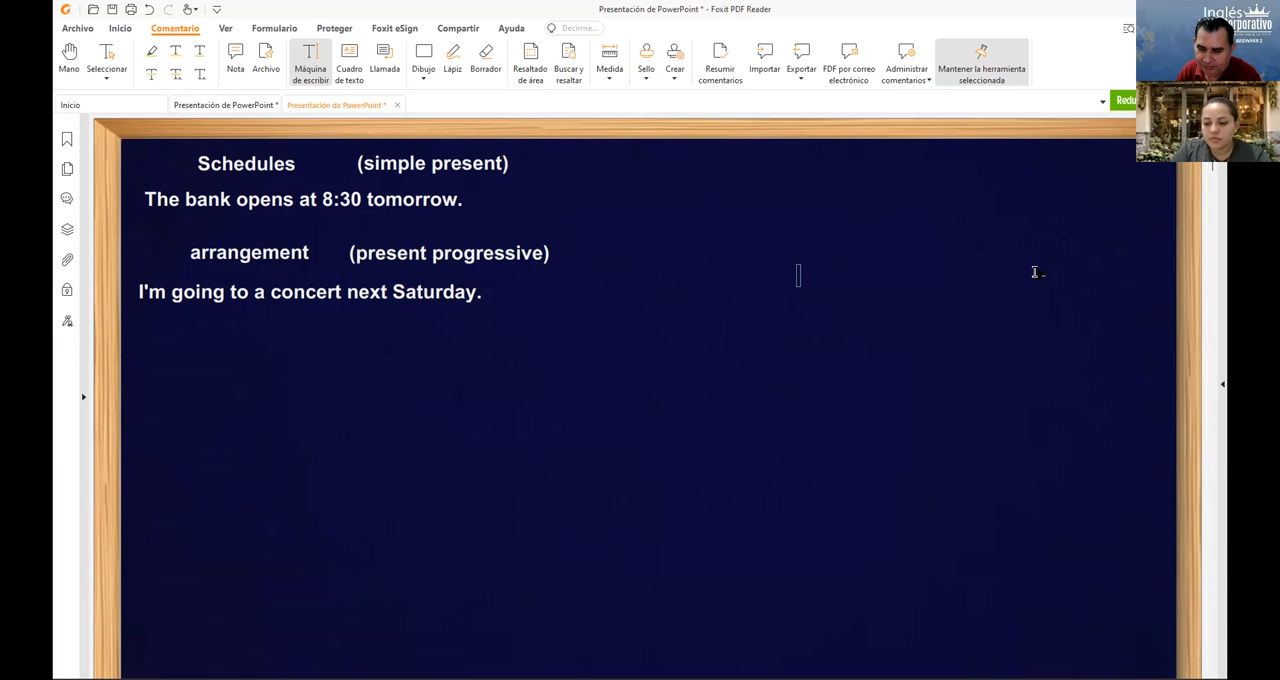 Presentación de PowerPoint * - Foxit PDF Reader
Archivo Inicio Comentario Ver Formulario Proteger Foxit eSign Compartir Ayuda Decirme...
Mano Seleccionar Nota Archivo Máquina de escribir Cuadro de texto Llamada Dibujo Lápiz Borrador Resaltado de área Buscar y resaltar Medida Sello Crear Resumir comentarios Importar Exportar FDF por correo electrónico Administrar comentarios Mantener la herramienta seleccionada
Inicio Presentación de PowerPoint * Presentación de PowerPoint *
Inglés
BEGINNER 2
Schedules (simple present)
The bank opens at 8:30 tomorrow.
arrangement (present progressive)
I'm going to a concert next Saturday.